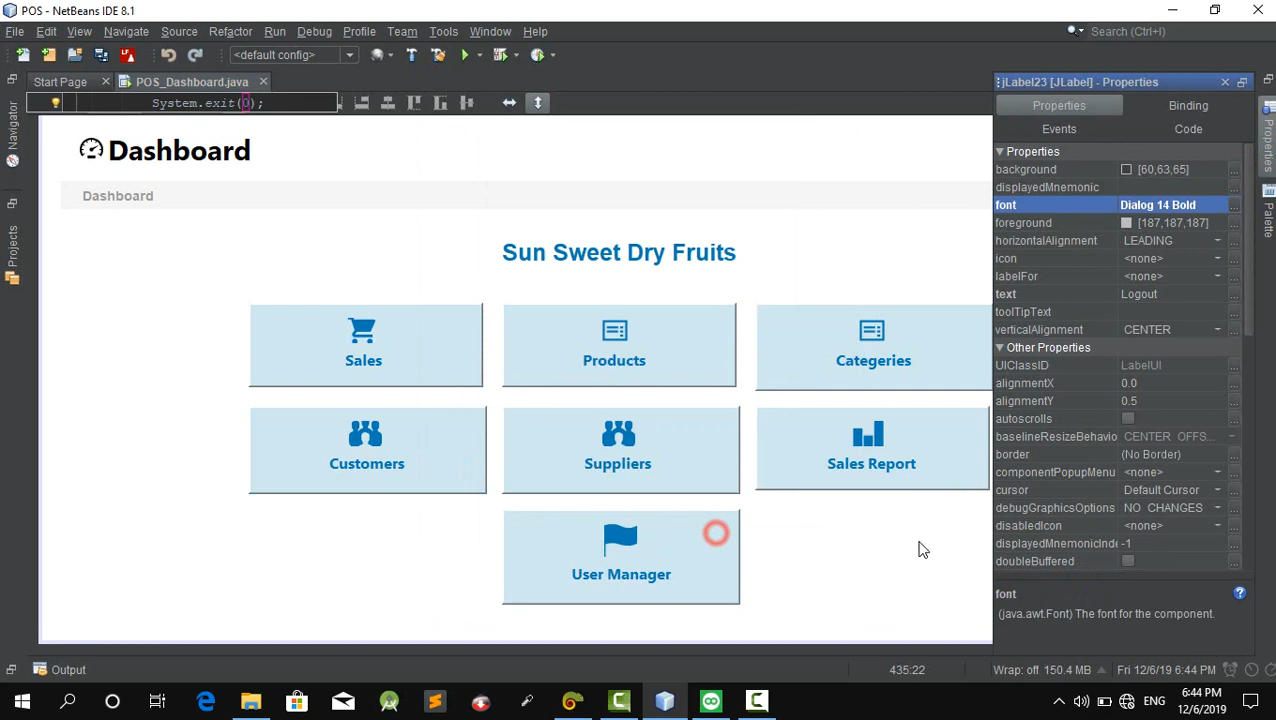 POS - NetBeans IDE 8.1
File Edit View Navigate Source Refactor Run Debug Profile Team Tools Window Help
Search (Ctrl+I)
<default config>
Start Page
POS_Dashboard.java
jLabel23 [JLabel] - Properties
System.exit(0);
Properties Binding
Events Code
Navigator
Projects
Properties
Palette
Dashboard
Dashboard
Sun Sweet Dry Fruits
Sales
Products
Categeries
Customers
Suppliers
Sales Report
User Manager
Properties
background [60,63,65] ...
displayedMnemonic ...
font Dialog 14 Bold ...
foreground [187,187,187] ...
horizontalAlignment LEADING ...
icon <none> ...
labelFor <none> ...
text Logout ...
toolTipText ...
verticalAlignment CENTER ...
Other Properties
UIClassID LabelUI ...
alignmentX 0.0 ...
alignmentY 0.5 ...
autoscrolls ...
baselineResizeBehavio CENTER_OFFS... ...
border (No Border) ...
componentPopupMenu <none> ...
cursor Default Cursor ...
debugGraphicsOptions NO_CHANGES ...
disabledIcon <none> ...
displayedMnemonicInde -1 ...
doubleBuffered ...
font
(java.awt.Font) The font for the component.
Output
435:22
Wrap: off 150.4 MB Fri 12/6/19 6:44 PM
ENG
6:44 PM
12/6/2019